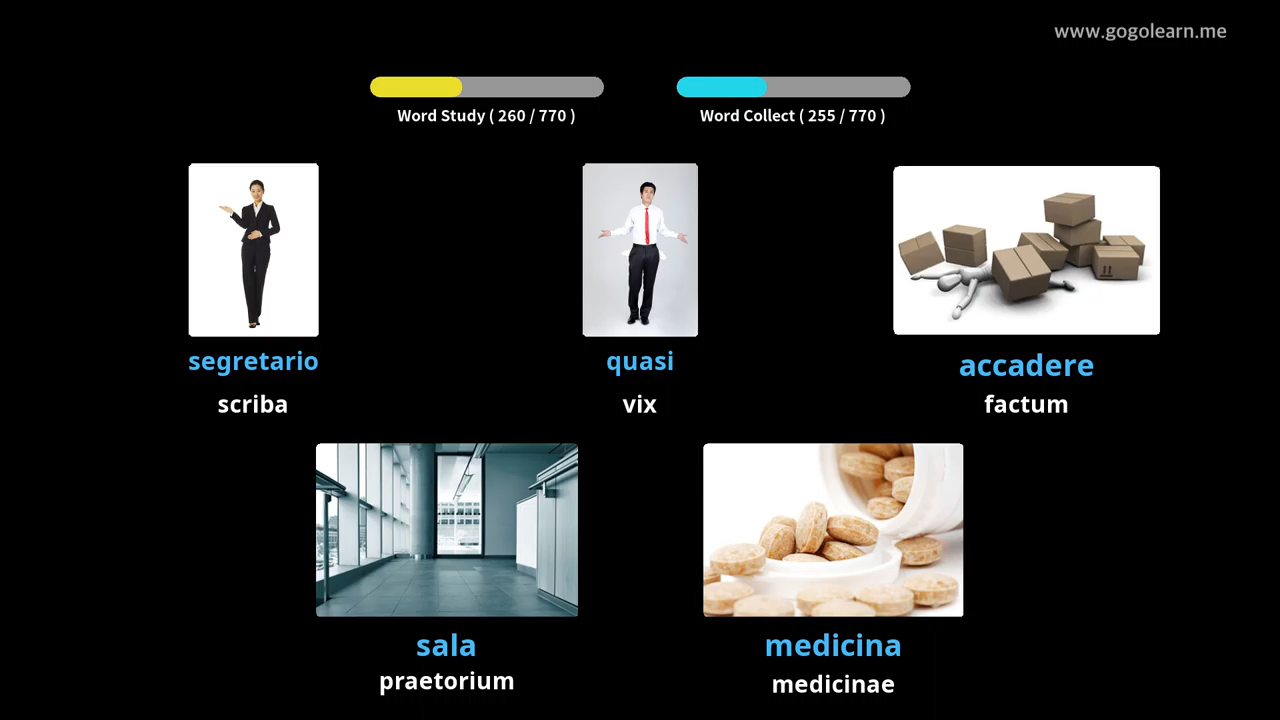 www.gogolearn.me
Word Study ( 260 / 770 )
Word Collect ( 255 / 770 )
segretario
scriba
quasi
vix
accadere
factum
sala
praetorium
medicina
medicinae